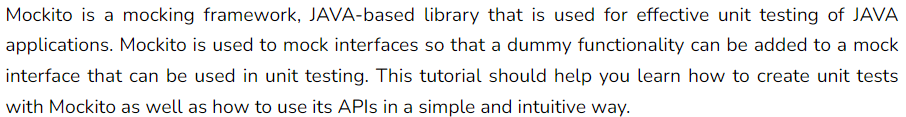 Mockito is a mocking framework, JAVA-based library that is used for effective unit testing of JAVA
applications. Mockito is used to mock interfaces so that a dummy functionality can be added to a mock
interface that can be used in unit testing. This tutorial should help you learn how to create unit tests
with Mockito as well as how to use its APIs in a simple and intuitive way.